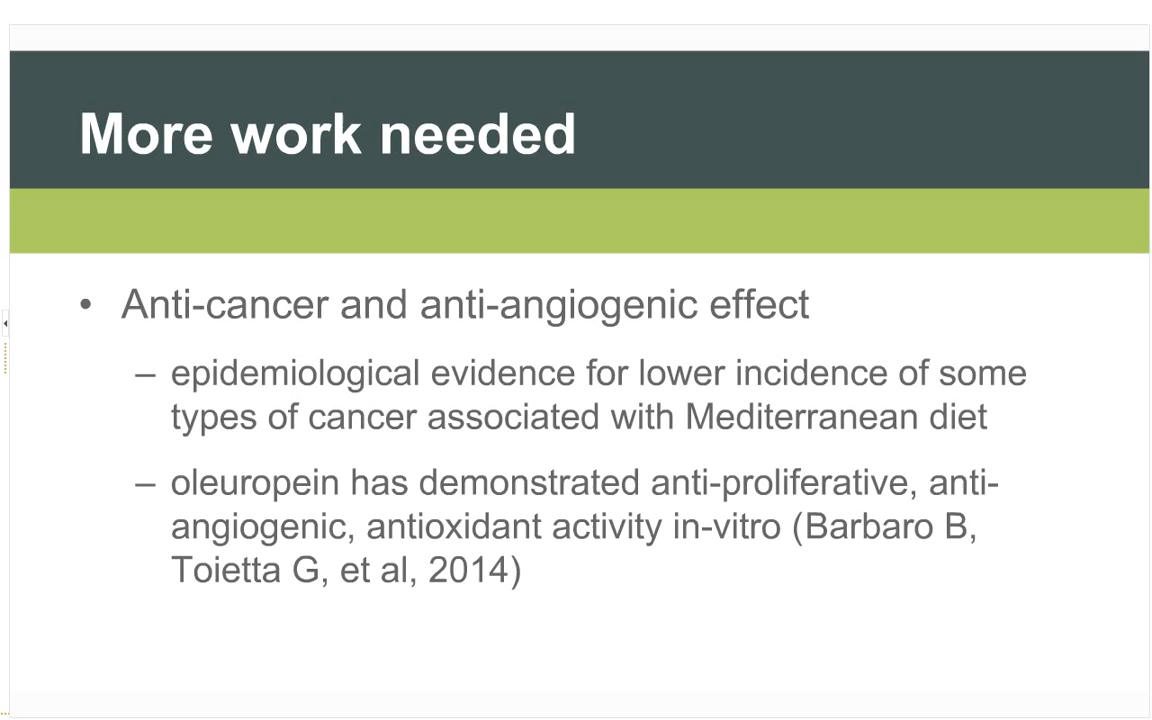 More work needed
• Anti-cancer and anti-angiogenic effect
– epidemiological evidence for lower incidence of some
types of cancer associated with Mediterranean diet
– oleuropein has demonstrated anti-proliferative, anti-
angiogenic, antioxidant activity in-vitro (Barbaro B,
Toietta G, et al, 2014)